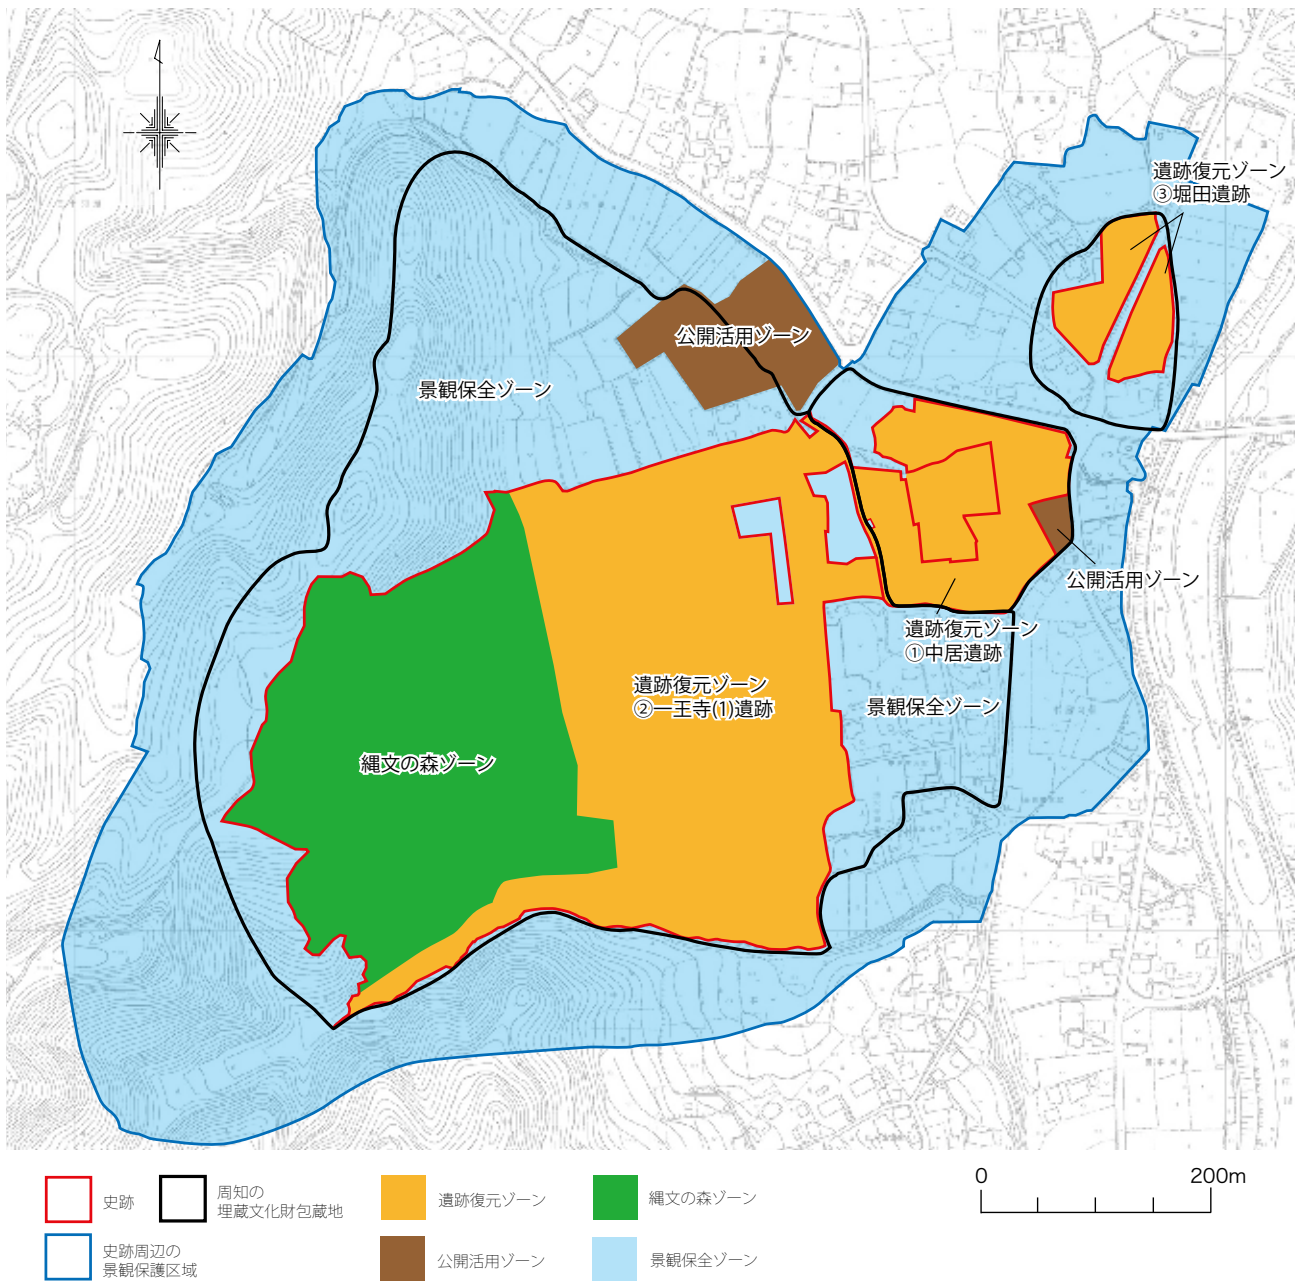 遺跡復元ゾーン
③堀田遺跡
公開活用ゾーン
景観保全ゾーン
公開活用ゾーン
遺跡復元ゾーン
①中居遺跡
遺跡復元ゾーン
②一王寺(1)遺跡
景観保全ゾーン
縄文の森ゾーン
0 200m
史跡
周知の
埋蔵文化財包蔵地
遺跡復元ゾーン
縄文の森ゾーン
史跡周辺の
景観保護区域
公開活用ゾーン
景観保全ゾーン